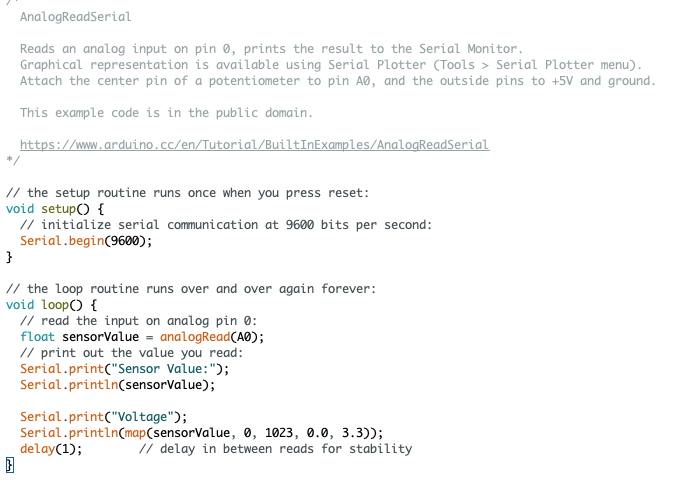 /*
  AnalogReadSerial

  Reads an analog input on pin 0, prints the result to the Serial Monitor.
  Graphical representation is available using Serial Plotter (Tools > Serial Plotter menu).
  Attach the center pin of a potentiometer to pin A0, and the outside pins to +5V and ground.

  This example code is in the public domain.

  https://www.arduino.cc/en/Tutorial/BuiltInExamples/AnalogReadSerial
*/

// the setup routine runs once when you press reset:
void setup() {
  // initialize serial communication at 9600 bits per second:
  Serial.begin(9600);
}

// the loop routine runs over and over again forever:
void loop() {
  // read the input on analog pin 0:
  float sensorValue = analogRead(A0);
  // print out the value you read:
  Serial.print("Sensor Value:");
  Serial.println(sensorValue);

  Serial.print("Voltage");
  Serial.println(map(sensorValue, 0, 1023, 0.0, 3.3));
  delay(1);        // delay in between reads for stability
}